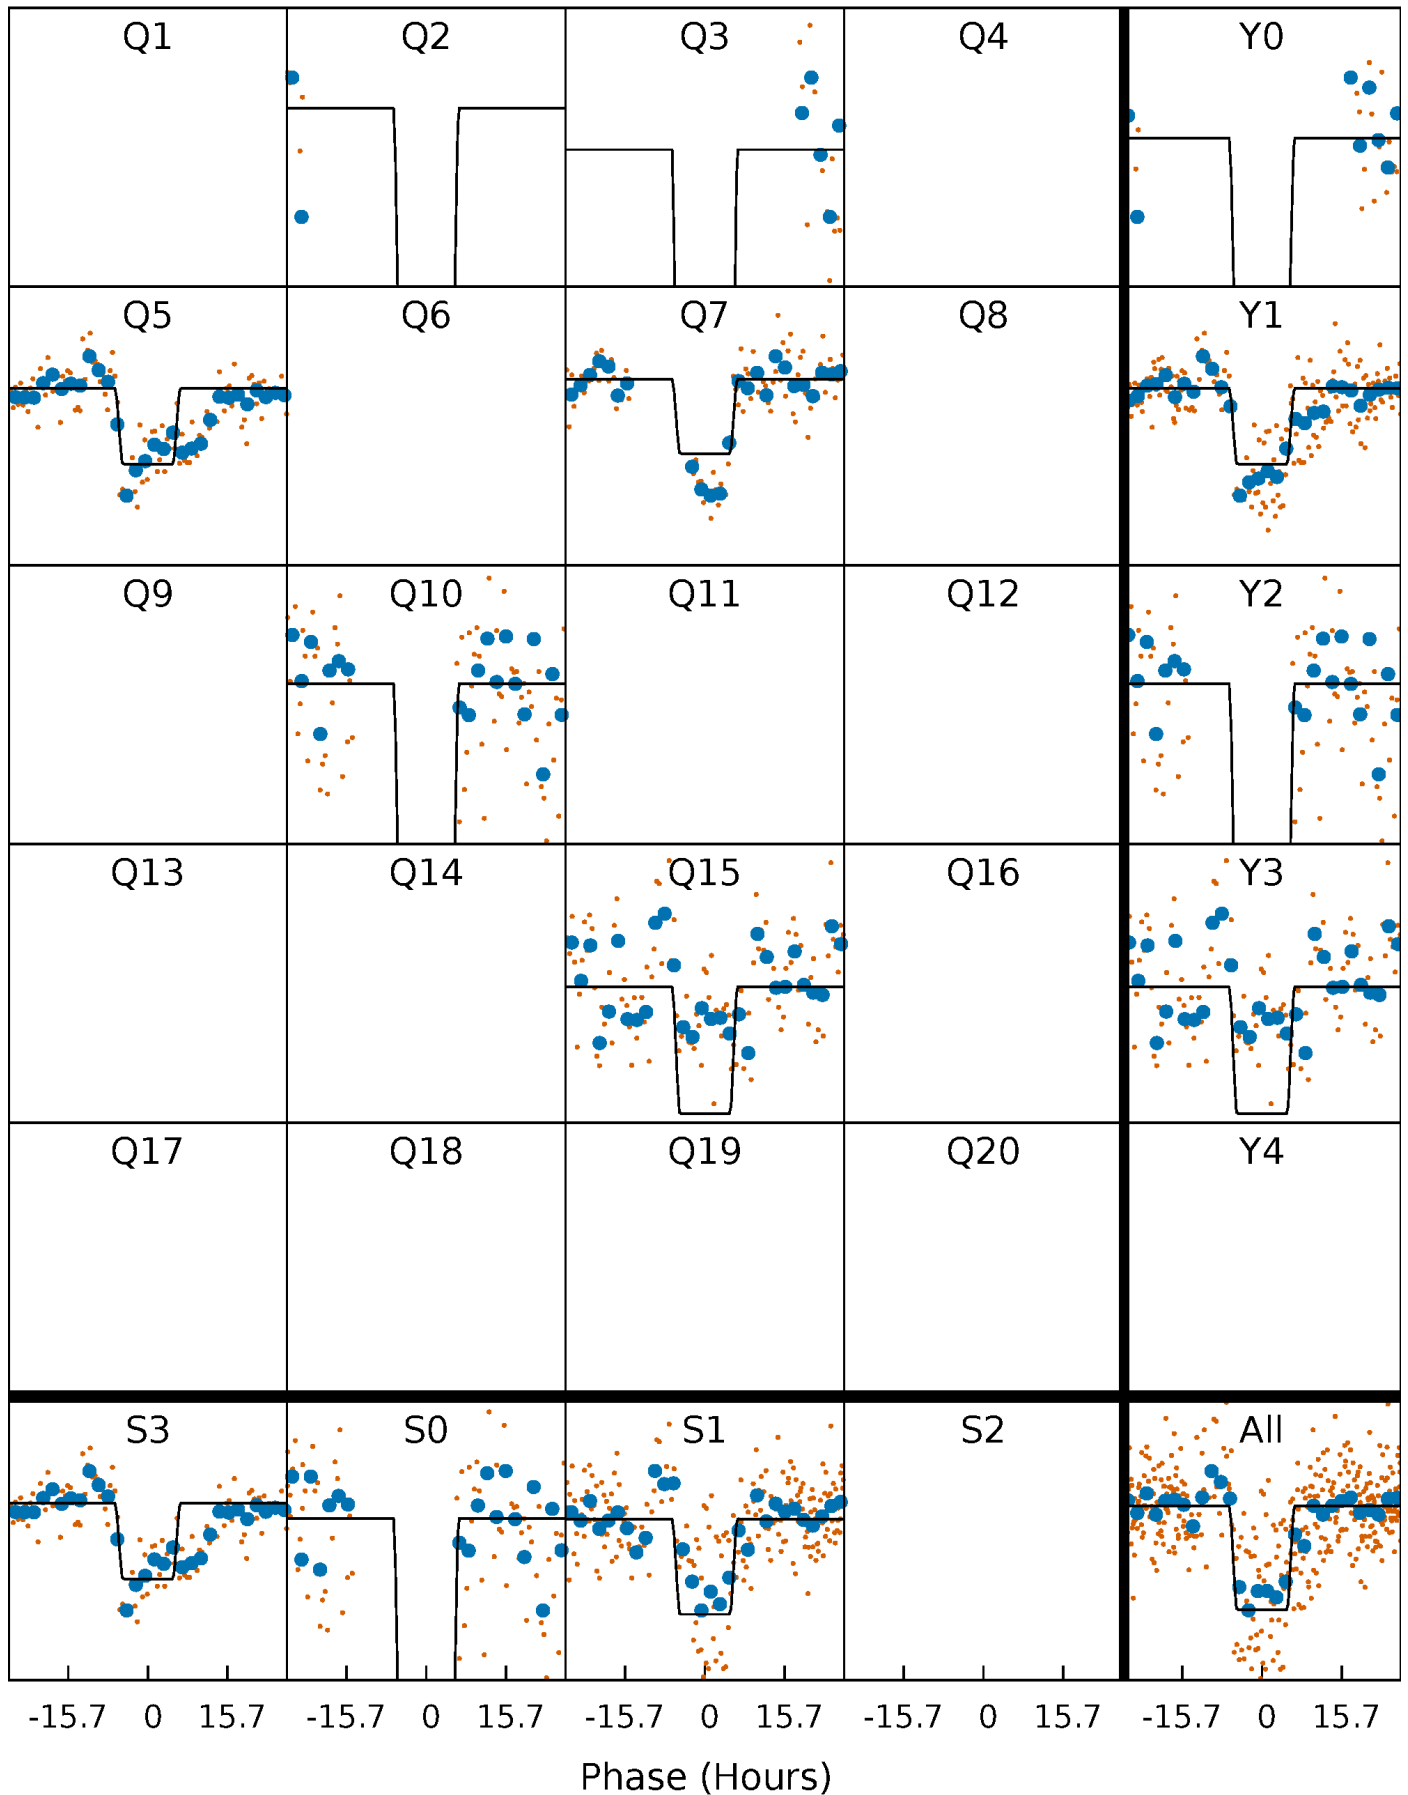 Q1 Q2 Q3 Q4 Y0
Q5 Q6 Q7 Q8 Y1
Q9 Q10 Q11 Q12 Y2
Q13 Q14 Q15 Q16 Y3
Q17 Q18 Q19 Q20 Y4
S3 S0 S1 S2 All
-15.7 0 15.7 -15.7 0 15.7 -15.7 0 15.7 -15.7 0 15.7 -15.7 0 15.7
Phase (Hours)